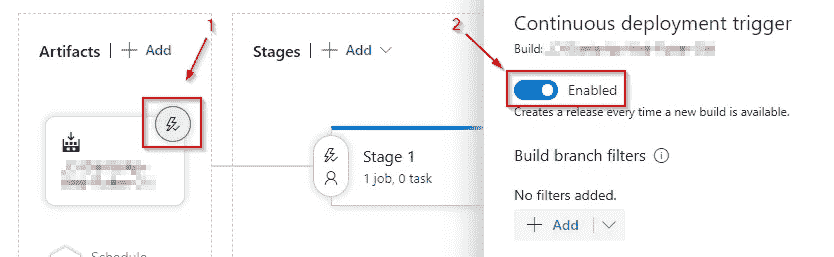 1
2
Artifacts | + Add
Stages | + Add
Continuous deployment trigger
Build:
Enabled
Creates a release every time a new build is available.
Stage 1
1 job, 0 task
Build branch filters
No filters added.
+ Add
Schedule